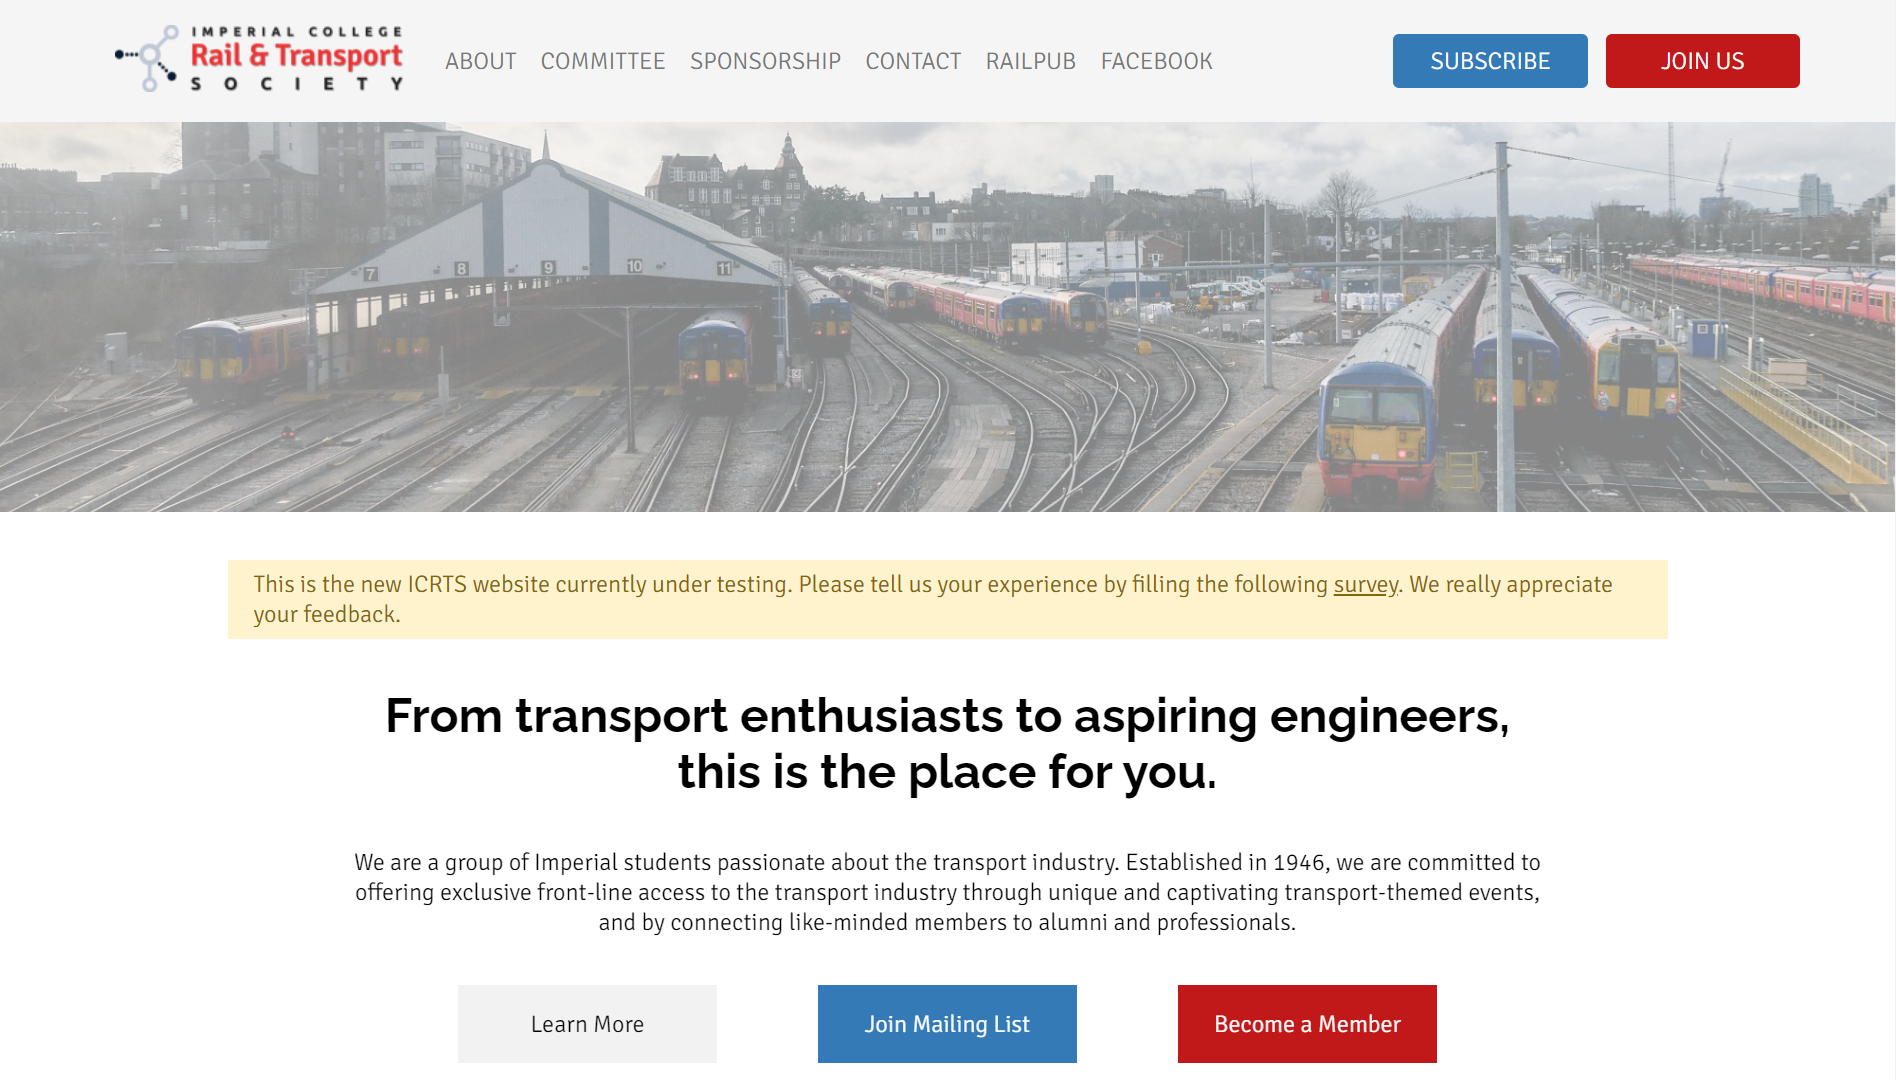 IMPERIAL COLLEGE
Rail & Transport
SOCIETY
ABOUT COMMITTEE SPONSORSHIP CONTACT RAILPUB FACEBOOK
SUBSCRIBE JOIN US
7 8 9 10 11
This is the new ICRTS website currently under testing. Please tell us your experience by filling the following survey. We really appreciate
your feedback.
From transport enthusiasts to aspiring engineers,
this is the place for you.
We are a group of Imperial students passionate about the transport industry. Established in 1946, we are committed to
offering exclusive front-line access to the transport industry through unique and captivating transport-themed events,
and by connecting like-minded members to alumni and professionals.
Learn More Join Mailing List Become a Member